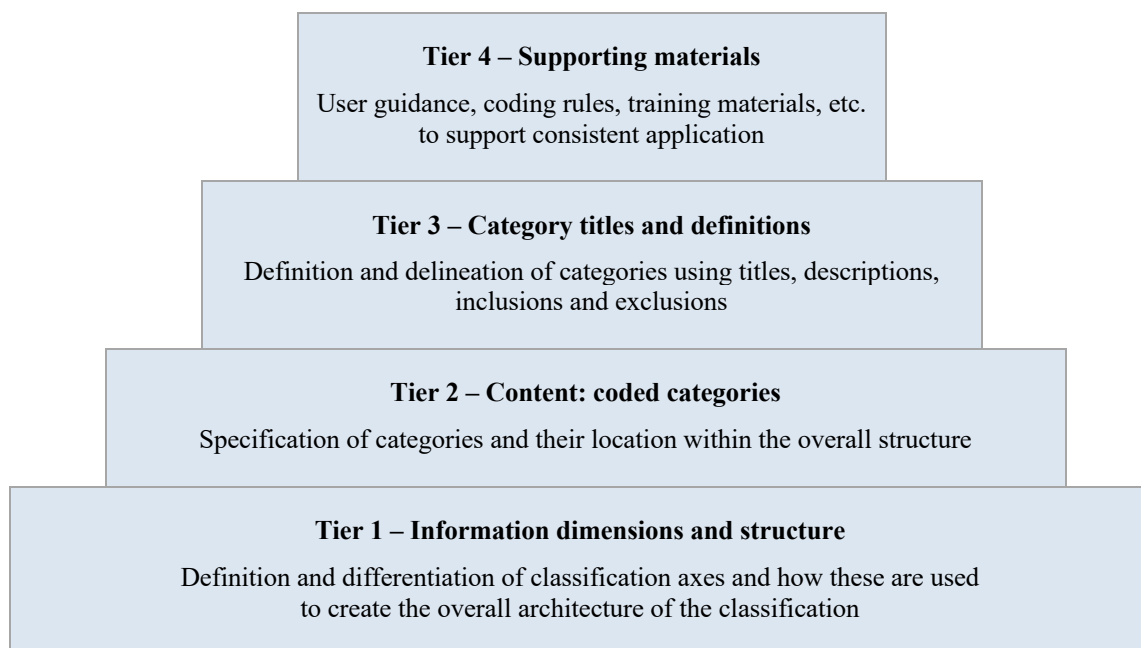 Tier 4 – Supporting materials
User guidance, coding rules, training materials, etc.
to support consistent application
Tier 3 – Category titles and definitions
Definition and delineation of categories using titles, descriptions,
inclusions and exclusions
Tier 2 – Content: coded categories
Specification of categories and their location within the overall structure
Tier 1 – Information dimensions and structure
Definition and differentiation of classification axes and how these are used
to create the overall architecture of the classification